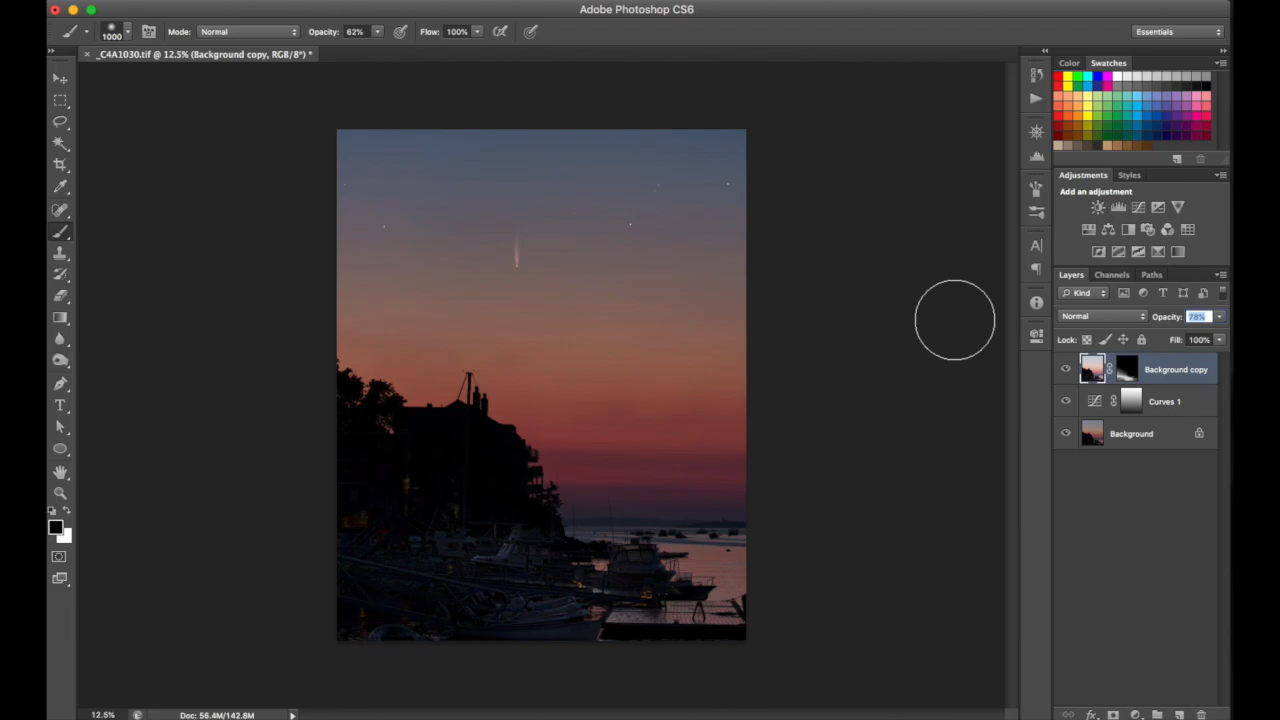 Adobe Photoshop CS6
1000 Mode: Normal Opacity: 62% Flow: 100% Essentials
_C4A1030.tif @ 12.5% (Background copy, RGB/8*) *
Color Swatches
Adjustments Styles
Add an adjustment
Layers Channels Paths
Kind
Normal Opacity: 78%
Lock: Fill: 100%
Background copy
Curves 1
Background
12.5% Doc: 56.4M/142.8M